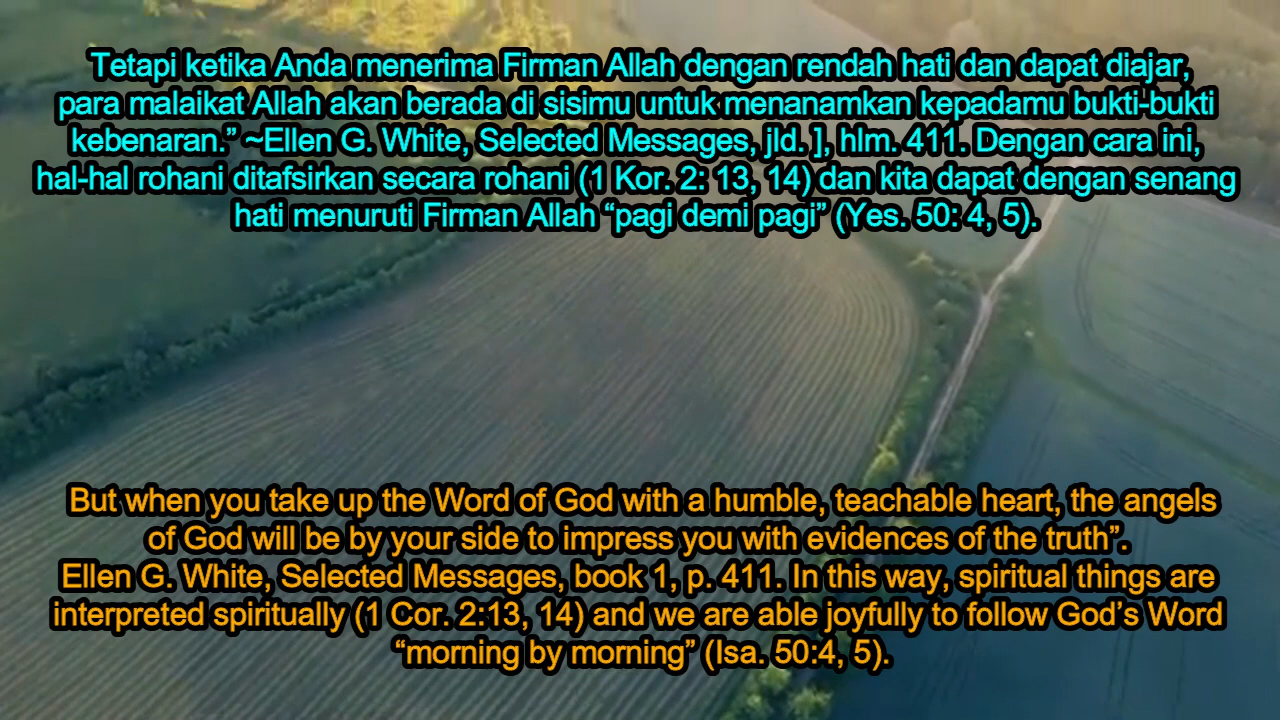 Tetapi ketika Anda menerima Firman Allah dengan rendah hati dan dapat diajar,
para malaikat Allah akan berada di sisimu untuk menanamkan kepadamu bukti-bukti
kebenaran.” ~Ellen G. White, Selected Messages, jld. ], hlm. 411. Dengan cara ini,
hal-hal rohani ditafsirkan secara rohani (1 Kor. 2: 13, 14) dan kita dapat dengan senang
hati menuruti Firman Allah “pagi demi pagi” (Yes. 50: 4, 5).
But when you take up the Word of God with a humble, teachable heart, the angels
of God will be by your side to impress you with evidences of the truth”.
Ellen G. White, Selected Messages, book 1, p. 411. In this way, spiritual things are
interpreted spiritually (1 Cor. 2:13, 14) and we are able joyfully to follow God’s Word
“morning by morning” (Isa. 50:4, 5).